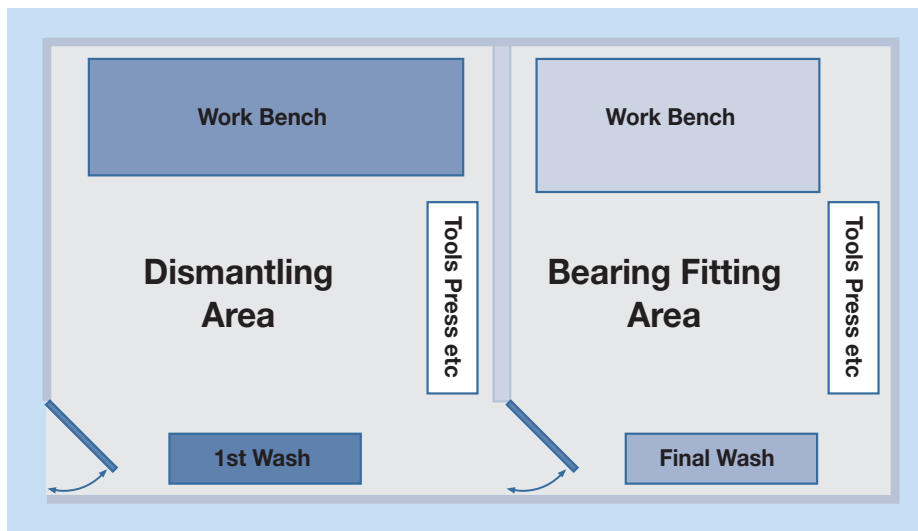 Work Bench
Work Bench
Tools Press etc
Tools Press etc
Dismantling
Area
Bearing Fitting
Area
1st Wash
Final Wash